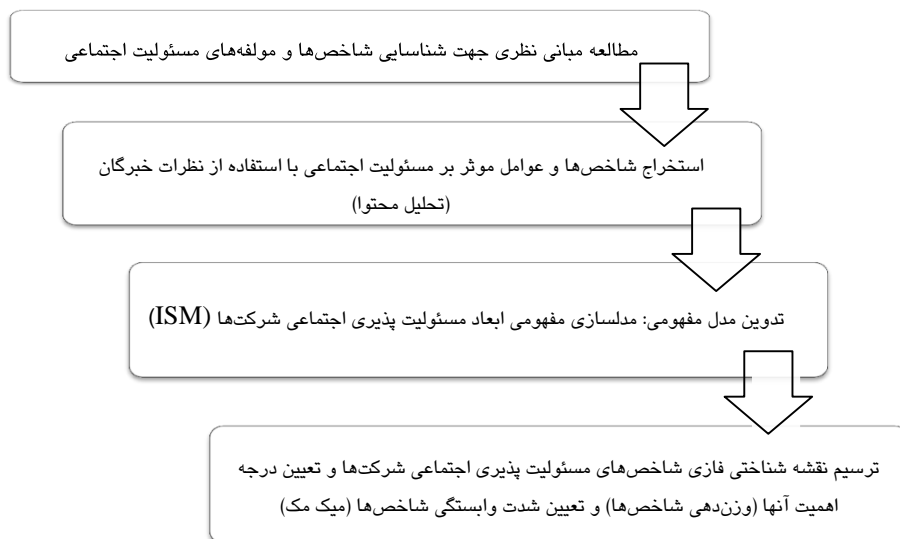 مطالعه مبانی نظری جهت شناسایی شاخص‌ها و مولفه‌های مسئولیت اجتماعی
استخراج شاخص‌ها و عوامل موثر بر مسئولیت اجتماعی با استفاده از نظرات خبرگان
(تحلیل محتوا)
تدوین مدل مفهومی: مدلسازی مفهومی ابعاد مسئولیت پذیری اجتماعی شرکت‌ها (ISM)
ترسیم نقشه شناختی فازی شاخص‌های مسئولیت پذیری اجتماعی شرکت‌ها و تعیین درجه
اهمیت آنها (وزن‌دهی شاخص‌ها) و تعیین شدت وابستگی شاخص‌ها (میک مک)